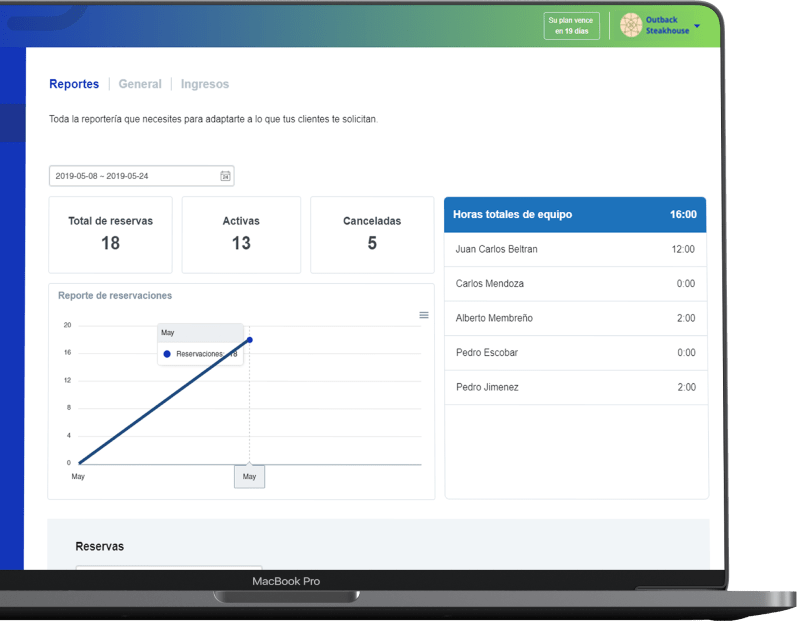 Su plan vence
en 19 días
Outback
Steakhouse
Reportes
General
Ingresos
Toda la reportería que necesites para adaptarte a lo que tus clientes te solicitan.
2019-05-08 ~ 2019-05-24
Total de reservas
18
Activas
13
Canceladas
5
Horas totales de equipo 16:00
Juan Carlos Beltran 12:00
Carlos Mendoza 0:00
Alberto Membreño 2:00
Pedro Escobar 0:00
Pedro Jimenez 2:00
Reporte de reservaciones
20
16
12
8
4
0
May
Reservaciones: 18
May
May
Reservas
MacBook Pro